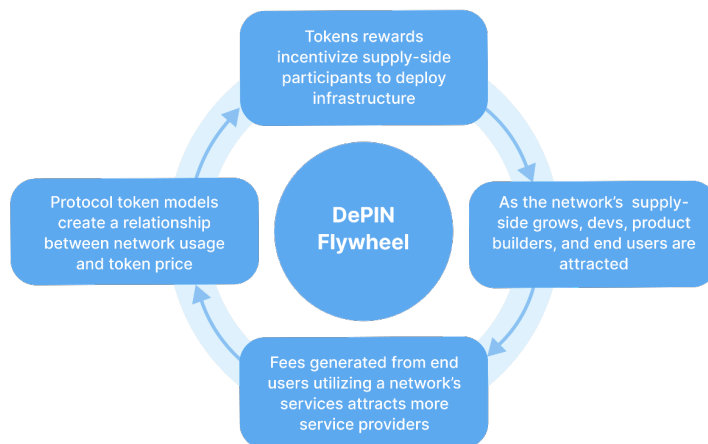 Tokens rewards
incentivize supply-side
participants to deploy
infrastructure
DePIN
Flywheel
As the network's supply-
side grows, devs, product
builders, and end users are
attracted
Fees generated from end
users utilizing a network's
services attracts more
service providers
Protocol token models
create a relationship
between network usage
and token price